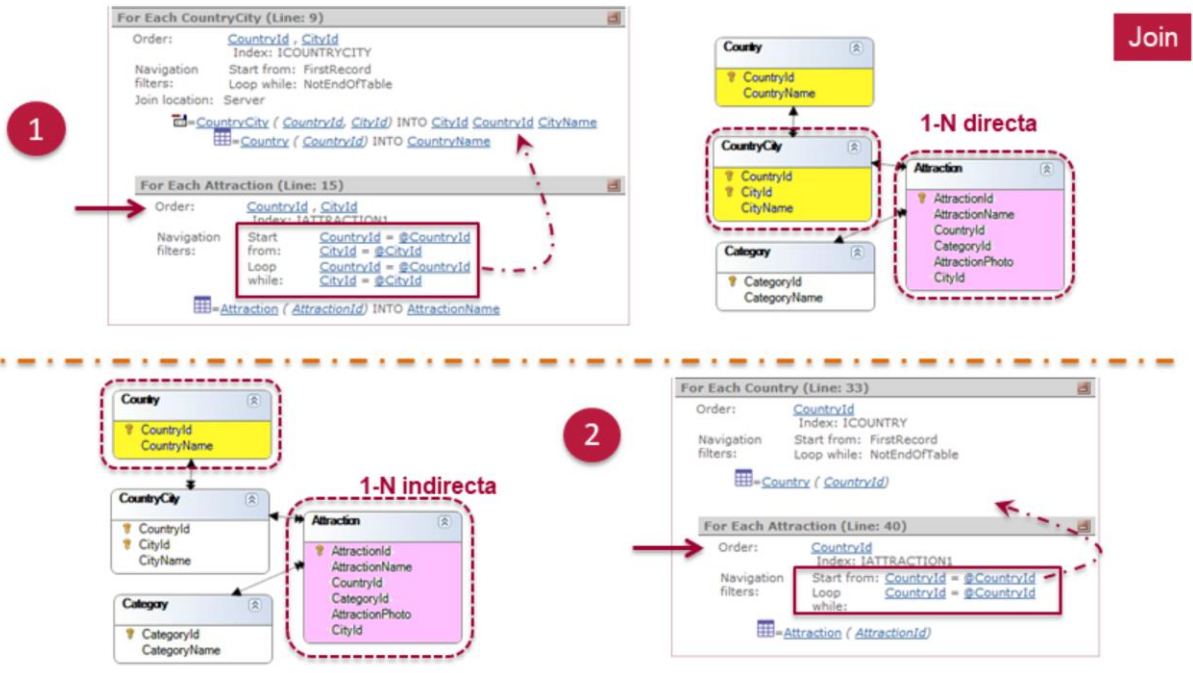 Join
1
For Each CountryCity (Line: 9)
Order: CountryId , CityId
Index: ICOUNTRYCITY
Navigation filters: Start from: FirstRecord
Loop while: NotEndOfTable
Join location: Server
=CountryCity ( CountryId, CityId) INTO CityId CountryId CityName
=Country ( CountryId) INTO CountryName
For Each Attraction (Line: 15)
Order: CountryId , CityId
Index: IATTRACTION1
Navigation filters:
Start from: CountryId = @CountryId
CityId = @CityId
Loop while: CountryId = @CountryId
CityId = @CityId
=Attraction ( AttractionId) INTO AttractionName
Country
CountryId
CountryName
1-N directa
CountryCity
CountryId
CityId
CityName
Attraction
AttractionId
AttractionName
CountryId
CategoryId
AttractionPhoto
CityId
Category
CategoryId
CategoryName
Country
CountryId
CountryName
1-N indirecta
CountryCity
CountryId
CityId
CityName
Attraction
AttractionId
AttractionName
CountryId
CategoryId
AttractionPhoto
CityId
Category
CategoryId
CategoryName
2
For Each Country (Line: 33)
Order: CountryId
Index: ICOUNTRY
Navigation filters: Start from: FirstRecord
Loop while: NotEndOfTable
=Country ( CountryId)
For Each Attraction (Line: 40)
Order: CountryId
Index: IATTRACTION1
Navigation filters: Start from: CountryId = @CountryId
Loop while: CountryId = @CountryId
=Attraction ( AttractionId)